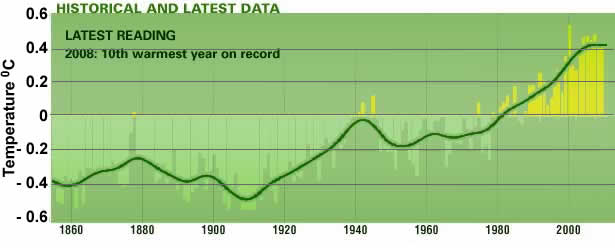 HISTORICAL AND LATEST DATA
LATEST READING
2008: 10th warmest year on record
Temperature ⁰C
0.6
0.4
0.2
0
- 0.2
- 0.4
- 0.6
1860 1880 1900 1920 1940 1960 1980 2000